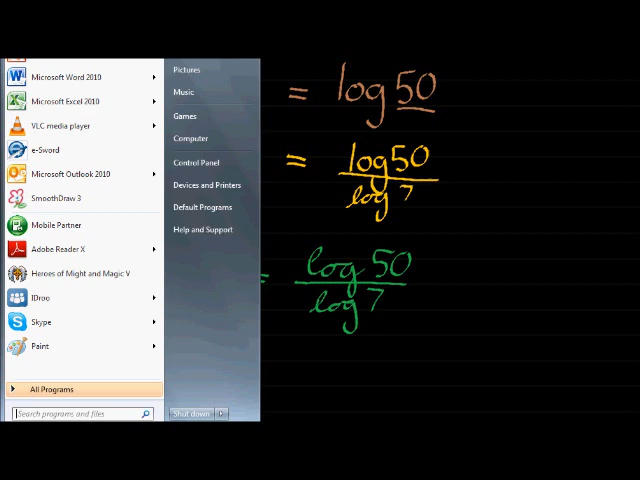 Microsoft Word 2010
Microsoft Excel 2010
VLC media player
e-Sword
Microsoft Outlook 2010
SmoothDraw 3
Mobile Partner
Adobe Reader X
Heroes of Might and Magic V
IDroo
Skype
Paint
All Programs
Search programs and files
Pictures
Music
Games
Computer
Control Panel
Devices and Printers
Default Programs
Help and Support
Shut down
= log 50
= log 50
log 7
= log 50
log 7